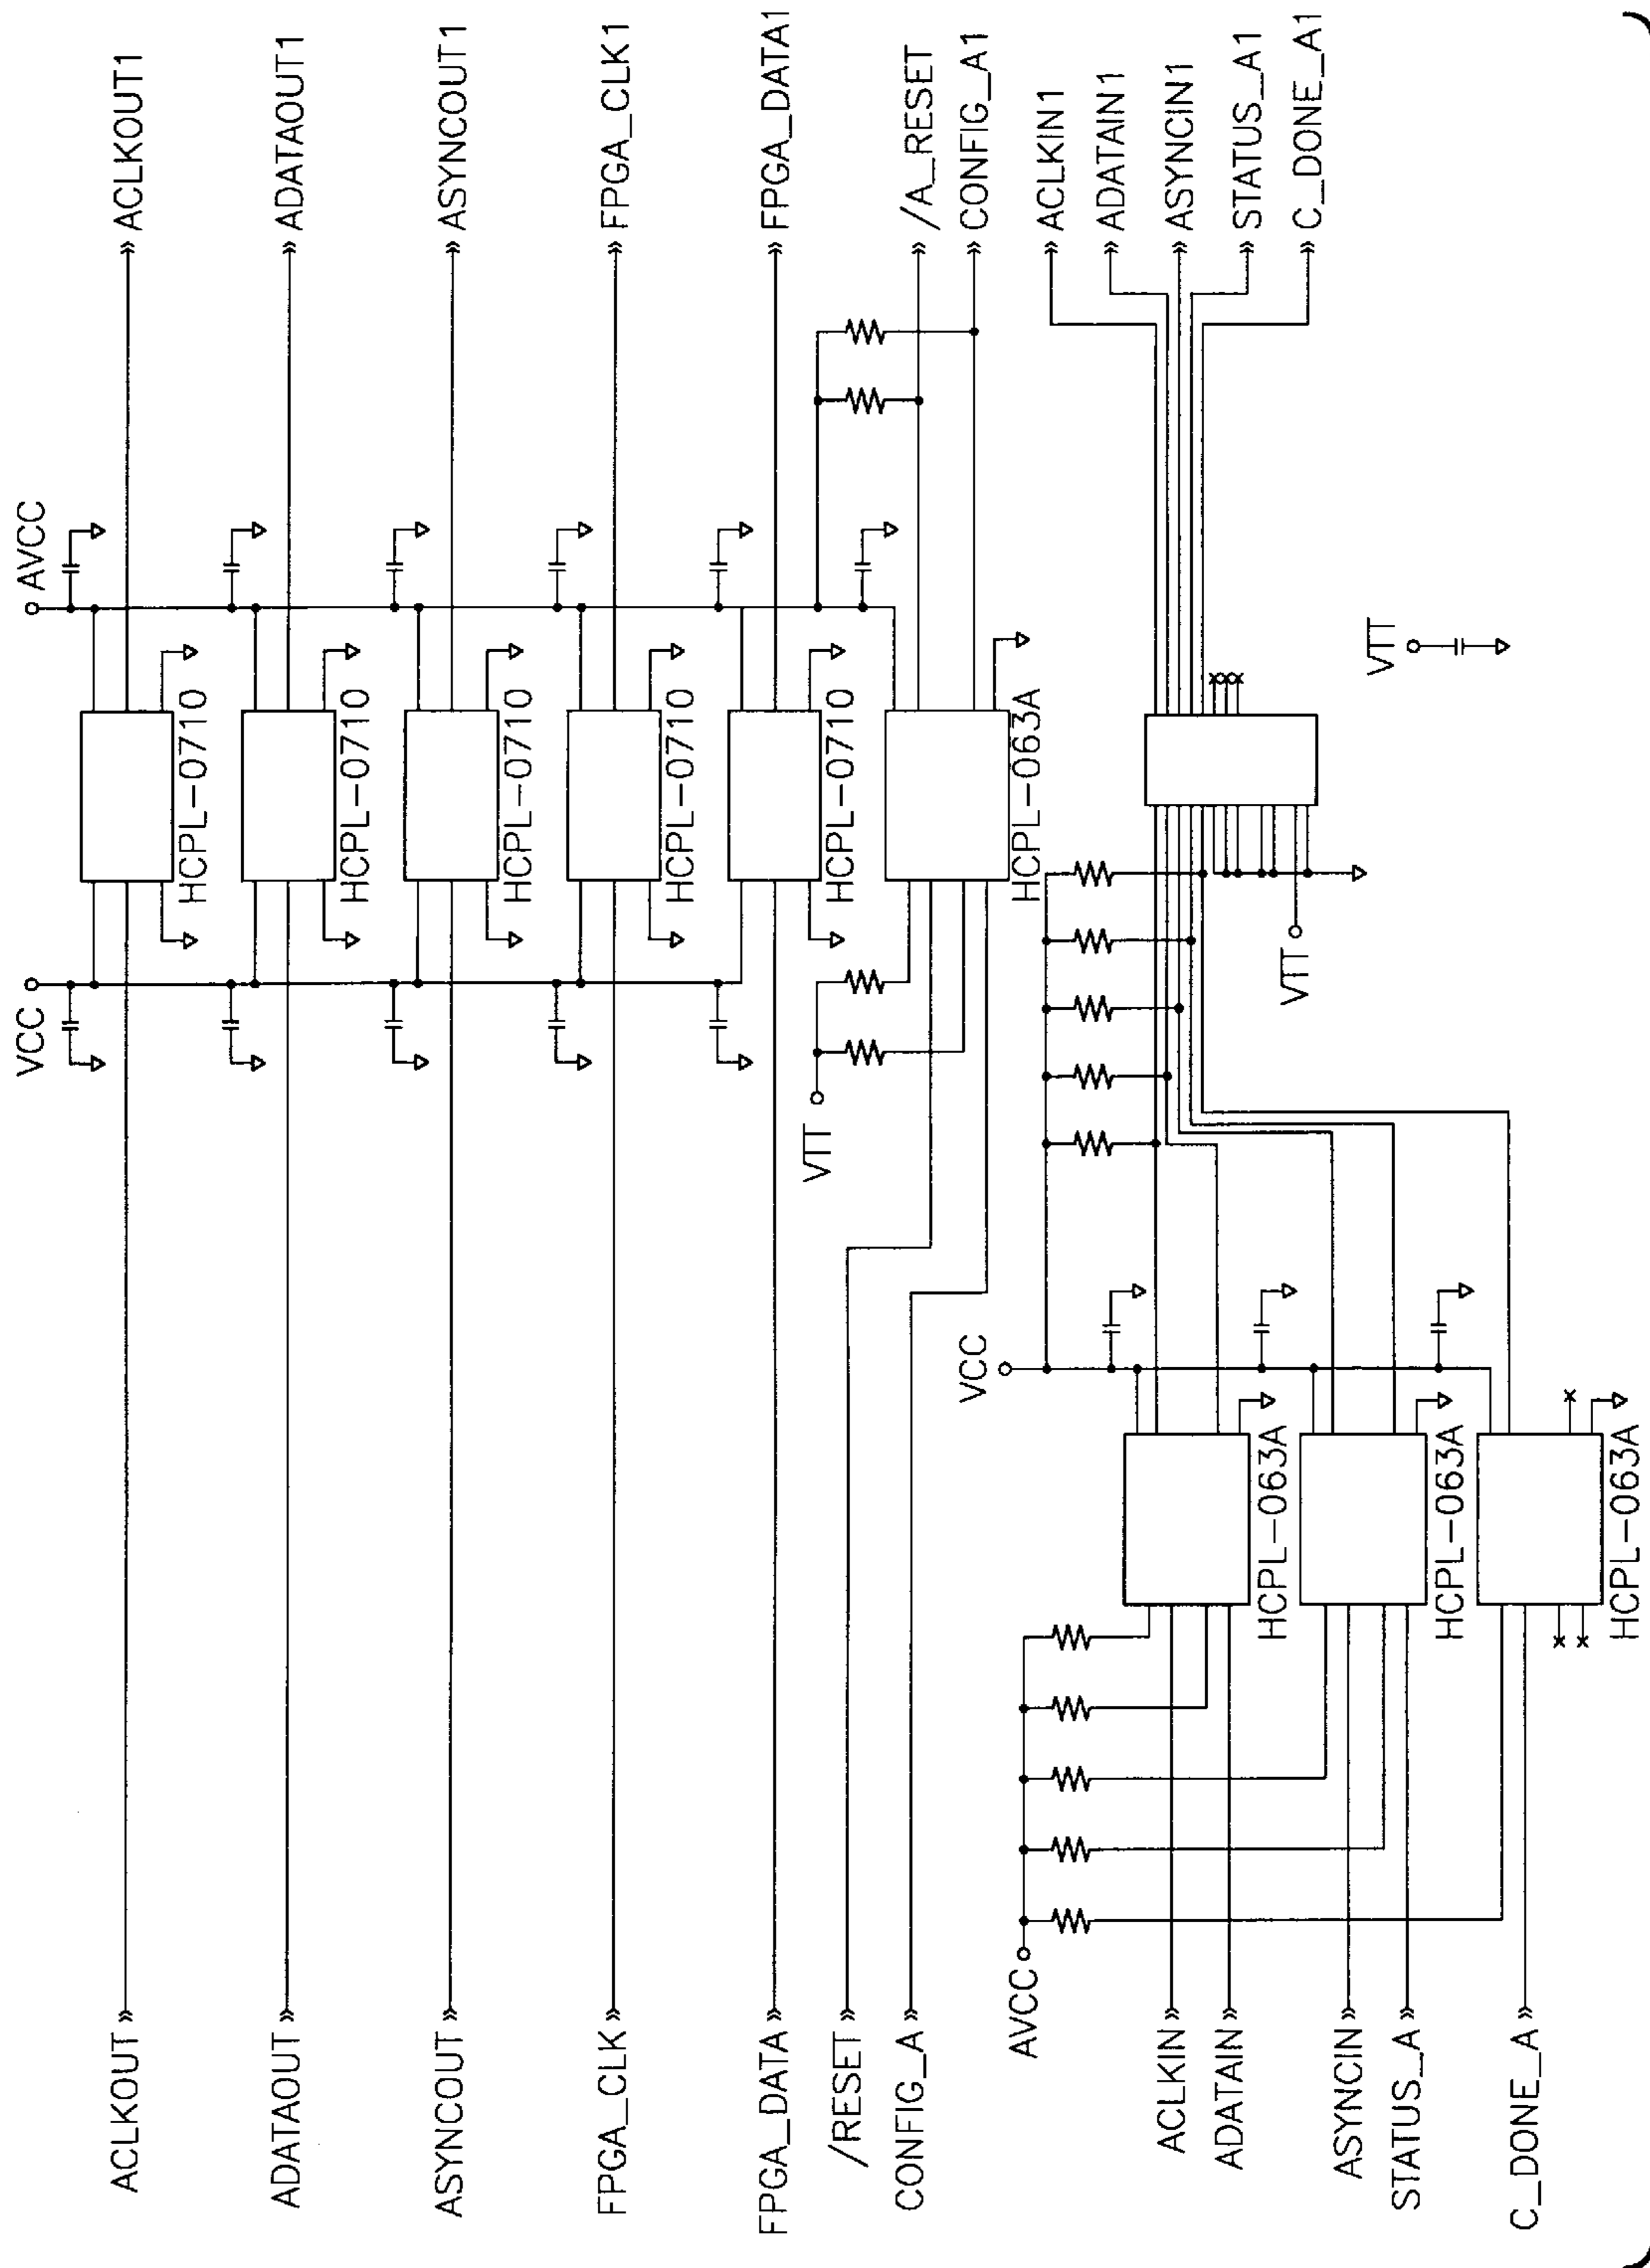 ACLKOUT
VCC
HCPL-0710
AVCC
ACLKOUT1
ADATAOUT
HCPL-0710
ADATAOUT1
ASYNCOUT
HCPL-0710
ASYNCOUT1
FPGA_CLK
HCPL-0710
FPGA_CLK1
FPGA_DATA
HCPL-0710
FPGA_DATA1
VTT
/RESET
/A_RESET
CONFIG_A
CONFIG_A1
HCPL-063A
VCC
AVCC
ACLKIN1
ACLKIN
ADATAIN1
ADATAIN
ASYNCIN1
STATUS_A1
HCPL-063A
VTT
C_DONE_A1
ASYNCIN
VTT
STATUS_A
HCPL-063A
C_DONE_A
HCPL-063A